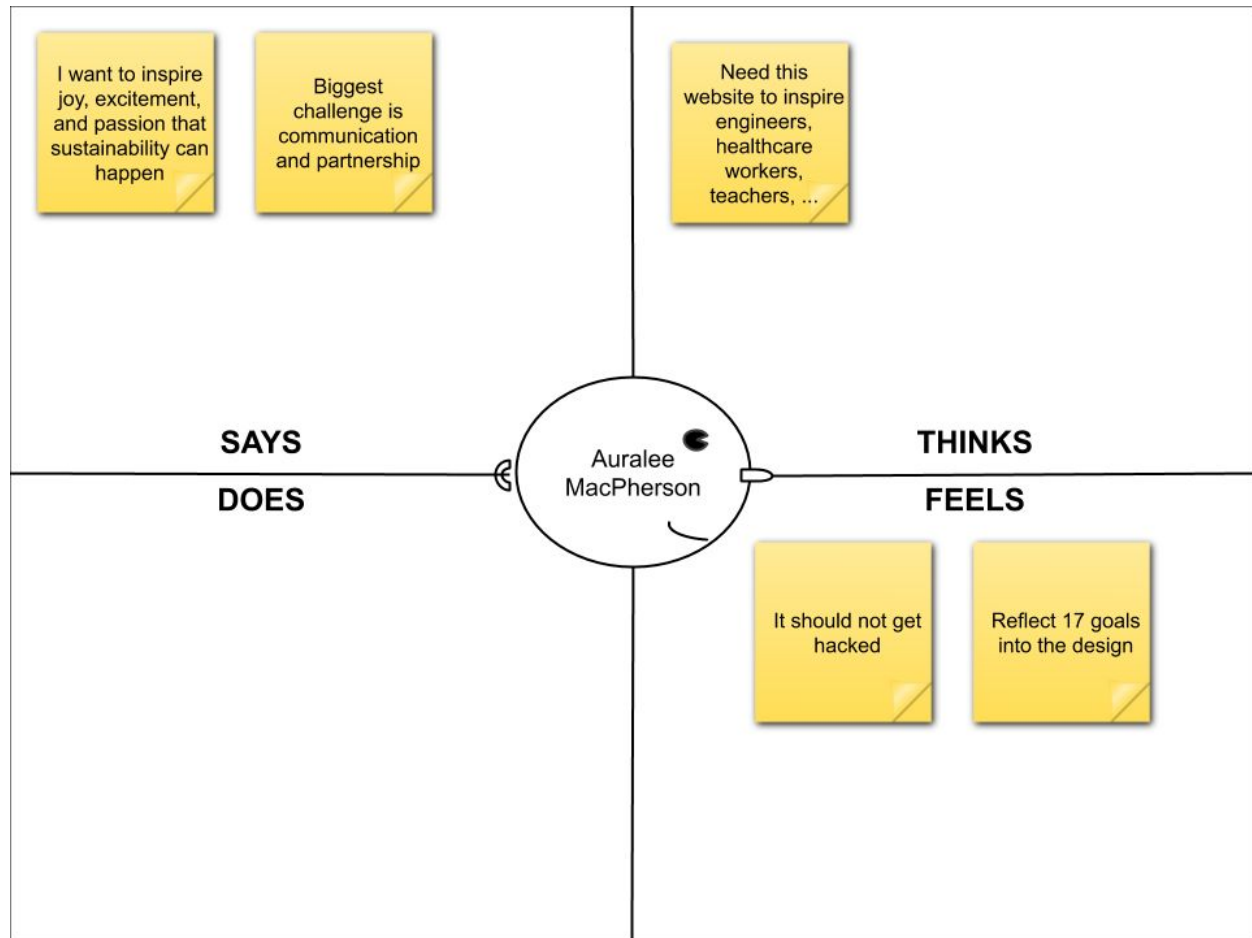 I want to inspire
joy, excitement,
and passion that
sustainability can
happen
Biggest
challenge is
communication
and partnership
Need this
website to inspire
engineers,
healthcare
workers,
teachers, ...
SAYS
THINKS
Auralee
MacPherson
DOES
FEELS
It should not get
hacked
Reflect 17 goals
into the design